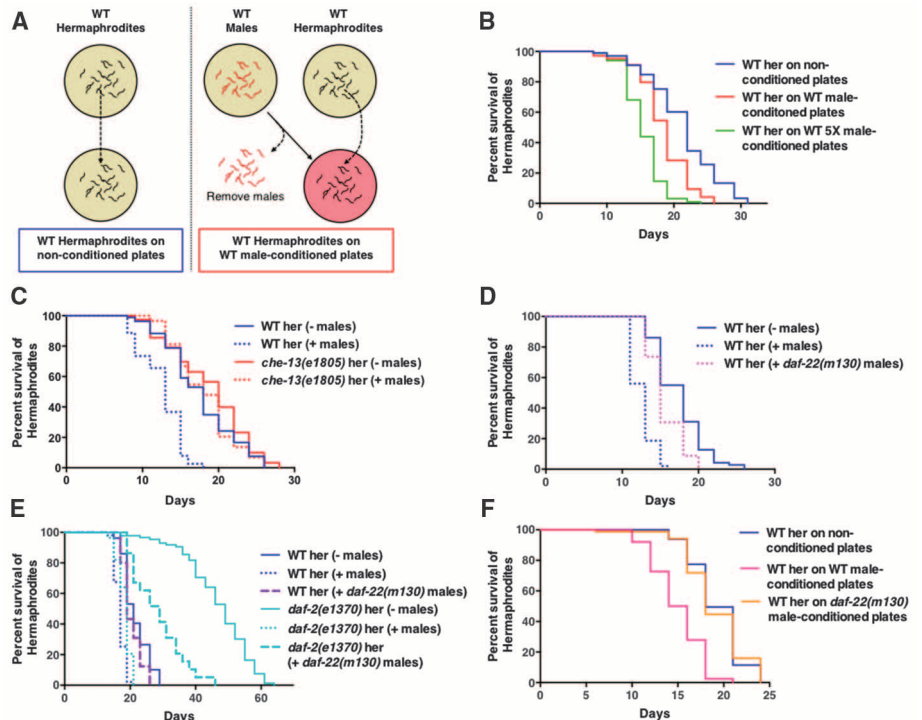 A
WT
Hermaphrodites
WT
Males
WT
Hermaphrodites
Remove males
WT Hermaphrodites on
non-conditioned plates
WT Hermaphrodites on
WT male-conditioned plates
B
Percent survival of
Hermaphrodites
100
80
60
40
20
0
0
10
20
30
Days
WT her on non-
conditioned plates
WT her on WT male-
conditoned plates
WT her on WT 5X male-
conditioned plates
C
Percent survival of
Hermaphrodites
100
80
60
40
20
0
0
10
20
30
Days
WT her (- males)
WT her (+ males)
che-13(e1805) her (- males)
che-13(e1805) her (+ males)
D
Percent survival of
Hermaphrodites
100
80
60
40
20
0
0
10
20
30
Days
WT her (- males)
WT her (+ males)
WT her (+ daf-22(m130) males)
E
Percent survival of
Hermaphrodites
100
80
60
40
20
0
0
20
40
60
Days
WT her (- males)
WT her (+ males)
WT her (+ daf-22(m130) males)
daf-2(e1370) her (- males)
daf-2(e1370) her (+ males)
daf-2(e1370) her
(+ daf-22(m130) males)
F
Percent survival of
Hermaphrodites
100
80
60
40
20
0
0
5
10
15
20
25
Days
WT her on non-
conditioned plates
WT her on WT male-
conditioned plates
WT her on daf-22(m130)
male-conditioned plates